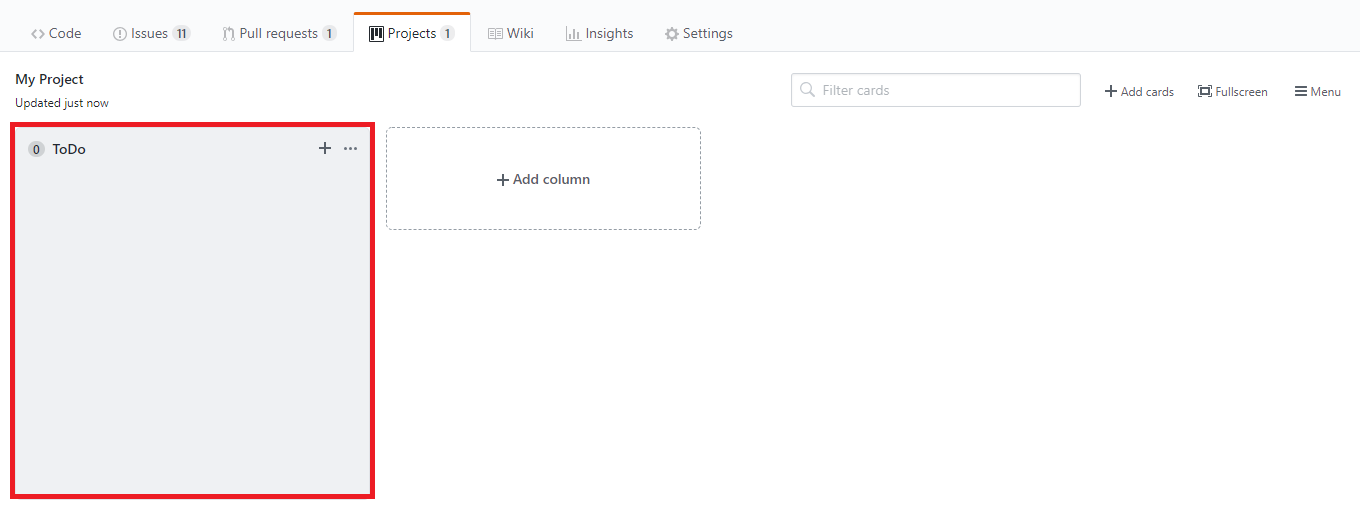 Code Issues 11 Pull requests 1 Projects 1 Wiki Insights Settings
My Project
Updated just now
Filter cards
Add cards Fullscreen Menu
0 ToDo
Add column